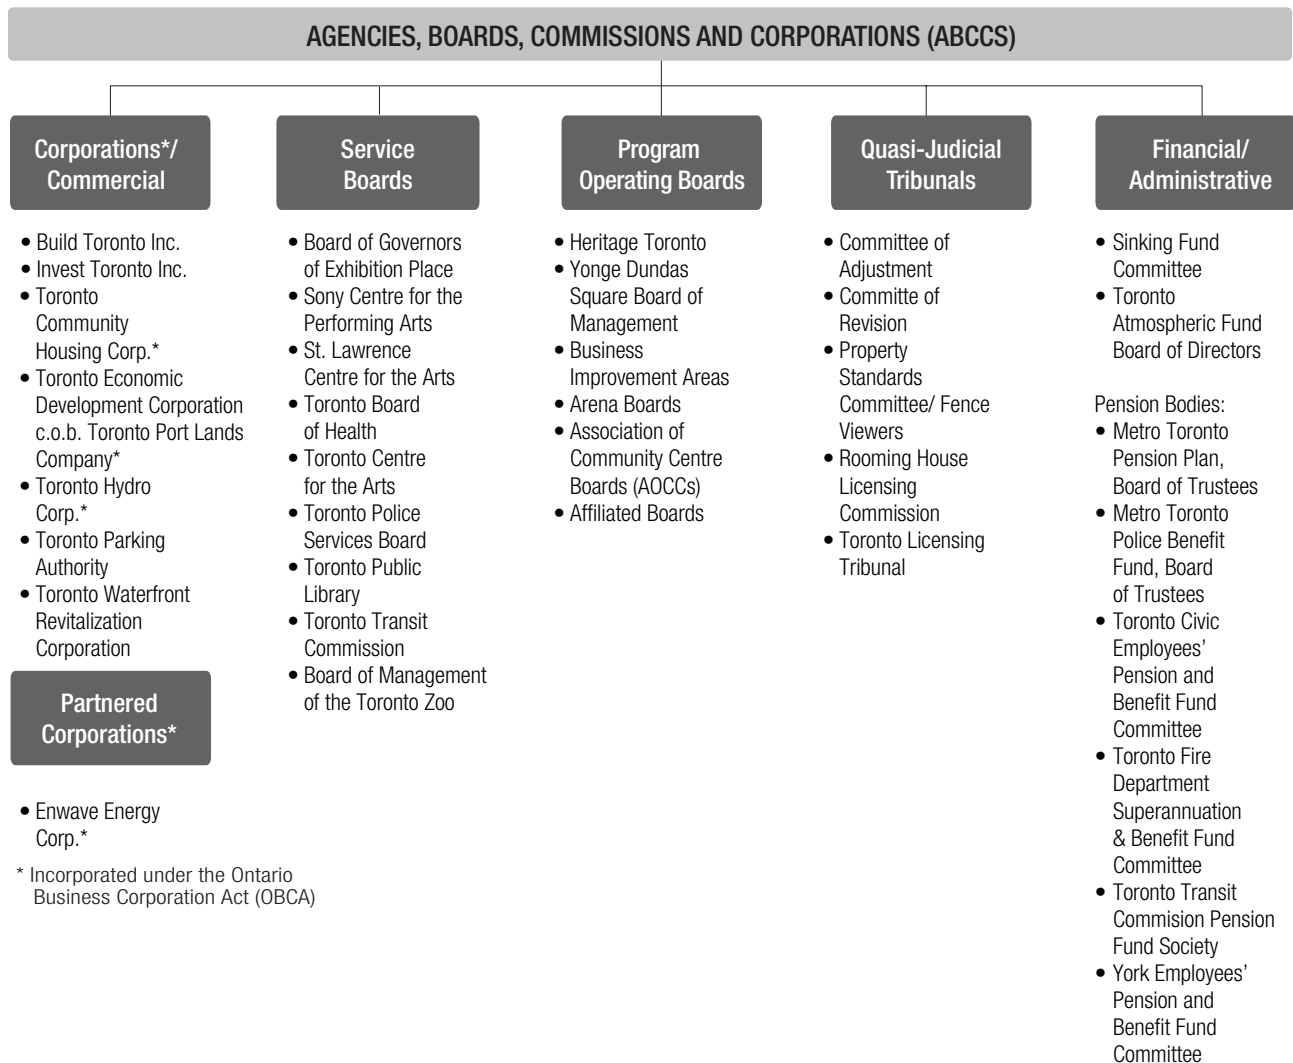 AGENCIES, BOARDS, COMMISSIONS AND CORPORATIONS (ABCCS)
Corporations*/
Commercial
• Build Toronto Inc.
• Invest Toronto Inc.
• Toronto
Community
Housing Corp.*
• Toronto Economic
Development Corporation
c.o.b. Toronto Port Lands
Company*
• Toronto Hydro
Corp.*
• Toronto Parking
Authority
• Toronto Waterfront
Revitalization
Corporation
Partnered
Corporations*
• Enwave Energy
Corp.*
* Incorporated under the Ontario
Business Corporation Act (OBCA)
Service
Boards
• Board of Governors
of Exhibition Place
• Sony Centre for the
Performing Arts
• St. Lawrence
Centre for the Arts
• Toronto Board
of Health
• Toronto Centre
for the Arts
• Toronto Police
Services Board
• Toronto Public
Library
• Toronto Transit
Commission
• Board of Management
of the Toronto Zoo
Program
Operating Boards
• Heritage Toronto
• Yonge Dundas
Square Board of
Management
• Business
Improvement Areas
• Arena Boards
• Association of
Community Centre
Boards (AOCCs)
• Affiliated Boards
Quasi-Judicial
Tribunals
• Committee of
Adjustment
• Committe of
Revision
• Property
Standards
Committee/ Fence
Viewers
• Rooming House
Licensing
Commission
• Toronto Licensing
Tribunal
Financial/
Administrative
• Sinking Fund
Committee
• Toronto
Atmospheric Fund
Board of Directors
Pension Bodies:
• Metro Toronto
Pension Plan,
Board of Trustees
• Metro Toronto
Police Benefit
Fund, Board
of Trustees
• Toronto Civic
Employees’
Pension and
Benefit Fund
Committee
• Toronto Fire
Department
Superannuation
& Benefit Fund
Committee
• Toronto Transit
Commision Pension
Fund Society
• York Employees’
Pension and
Benefit Fund
Committee